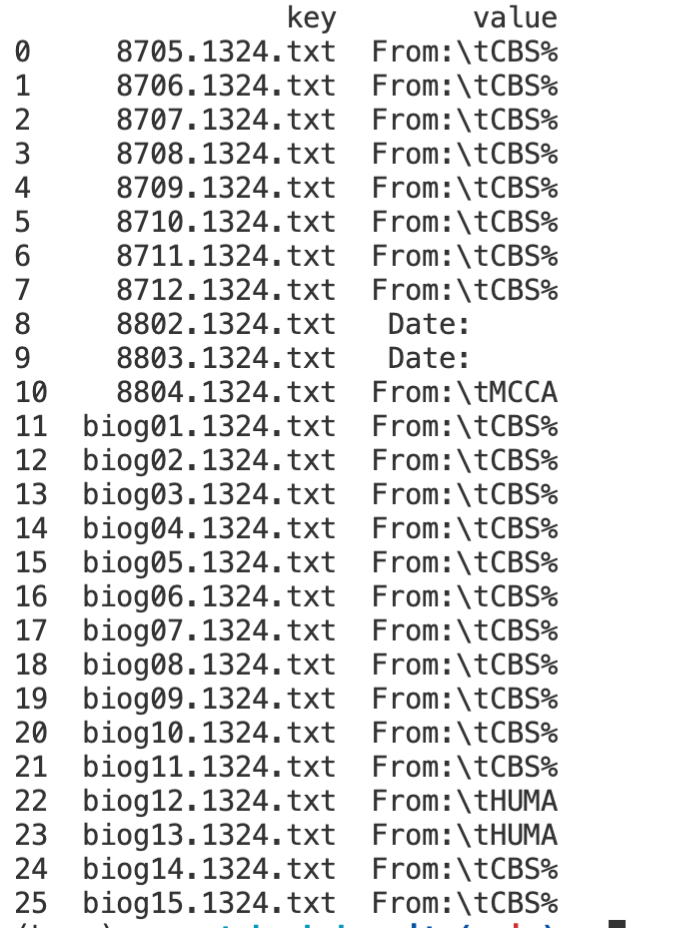 key value
0 8705.1324.txt From:\tCBS%
1 8706.1324.txt From:\tCBS%
2 8707.1324.txt From:\tCBS%
3 8708.1324.txt From:\tCBS%
4 8709.1324.txt From:\tCBS%
5 8710.1324.txt From:\tCBS%
6 8711.1324.txt From:\tCBS%
7 8712.1324.txt From:\tCBS%
8 8802.1324.txt Date:
9 8803.1324.txt Date:
10 8804.1324.txt From:\tMCCA
11 biog01.1324.txt From:\tCBS%
12 biog02.1324.txt From:\tCBS%
13 biog03.1324.txt From:\tCBS%
14 biog04.1324.txt From:\tCBS%
15 biog05.1324.txt From:\tCBS%
16 biog06.1324.txt From:\tCBS%
17 biog07.1324.txt From:\tCBS%
18 biog08.1324.txt From:\tCBS%
19 biog09.1324.txt From:\tCBS%
20 biog10.1324.txt From:\tCBS%
21 biog11.1324.txt From:\tCBS%
22 biog12.1324.txt From:\tHUMA
23 biog13.1324.txt From:\tHUMA
24 biog14.1324.txt From:\tCBS%
25 biog15.1324.txt From:\tCBS%